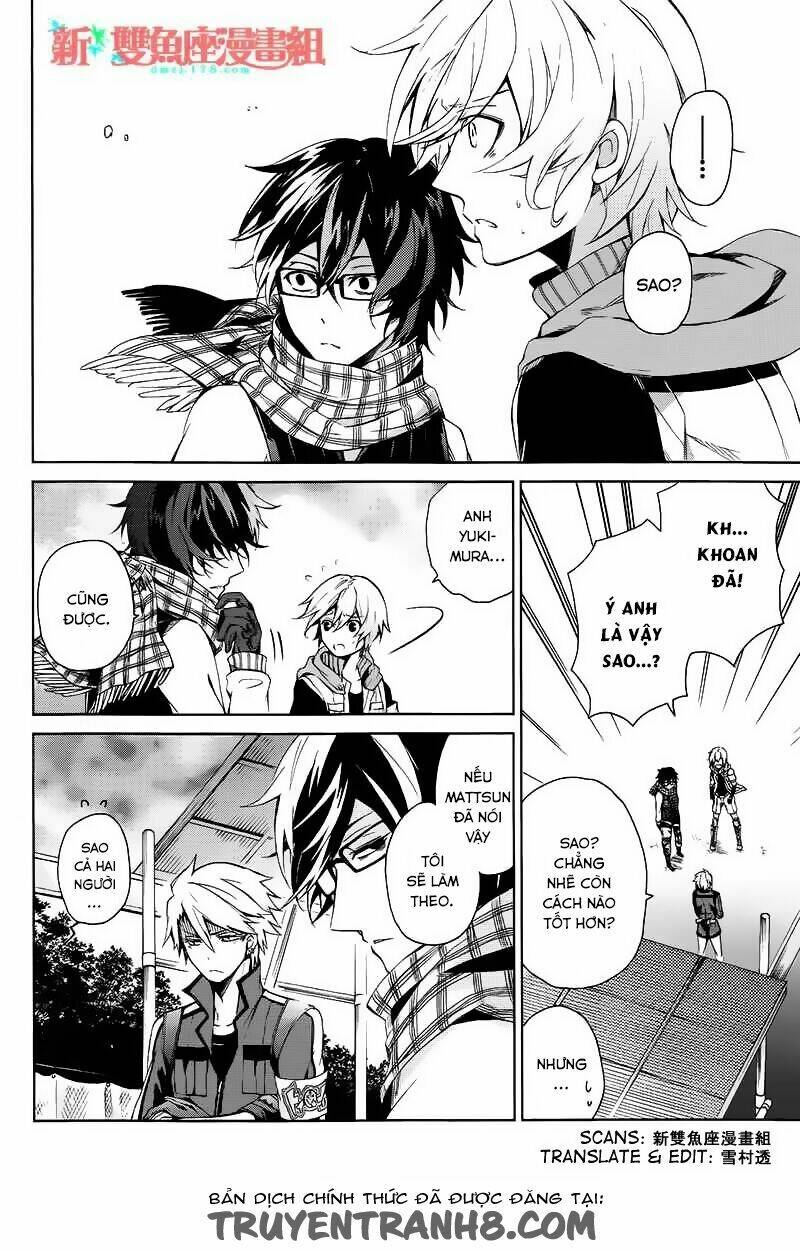 新 雙魚座漫畫組
dmej.178.com
......!
SAO?
KH...
KHOAN
ĐÃ!
Ý ANH
LÀ VẬY
SAO...?
SAO?
CHẲNG
NHẼ CÒN
CÁCH NÀO
TỐT HƠN?
NHƯNG
...
ANH
YUKI-
MURA...
CŨNG
ĐƯỢC.
NẾU
MATTSUN
ĐÃ NÓI
VẬY
TÔI
SẼ LÀM
THEO.
SAO
CẢ HAI
NGƯỜI
...
SCANS: 新雙魚座漫畫組
TRANSLATE & EDIT: 雪村透
BẢN DỊCH CHÍNH THỨC ĐÃ ĐƯỢC ĐĂNG TẠI:
TRUYENTRANH8.COM